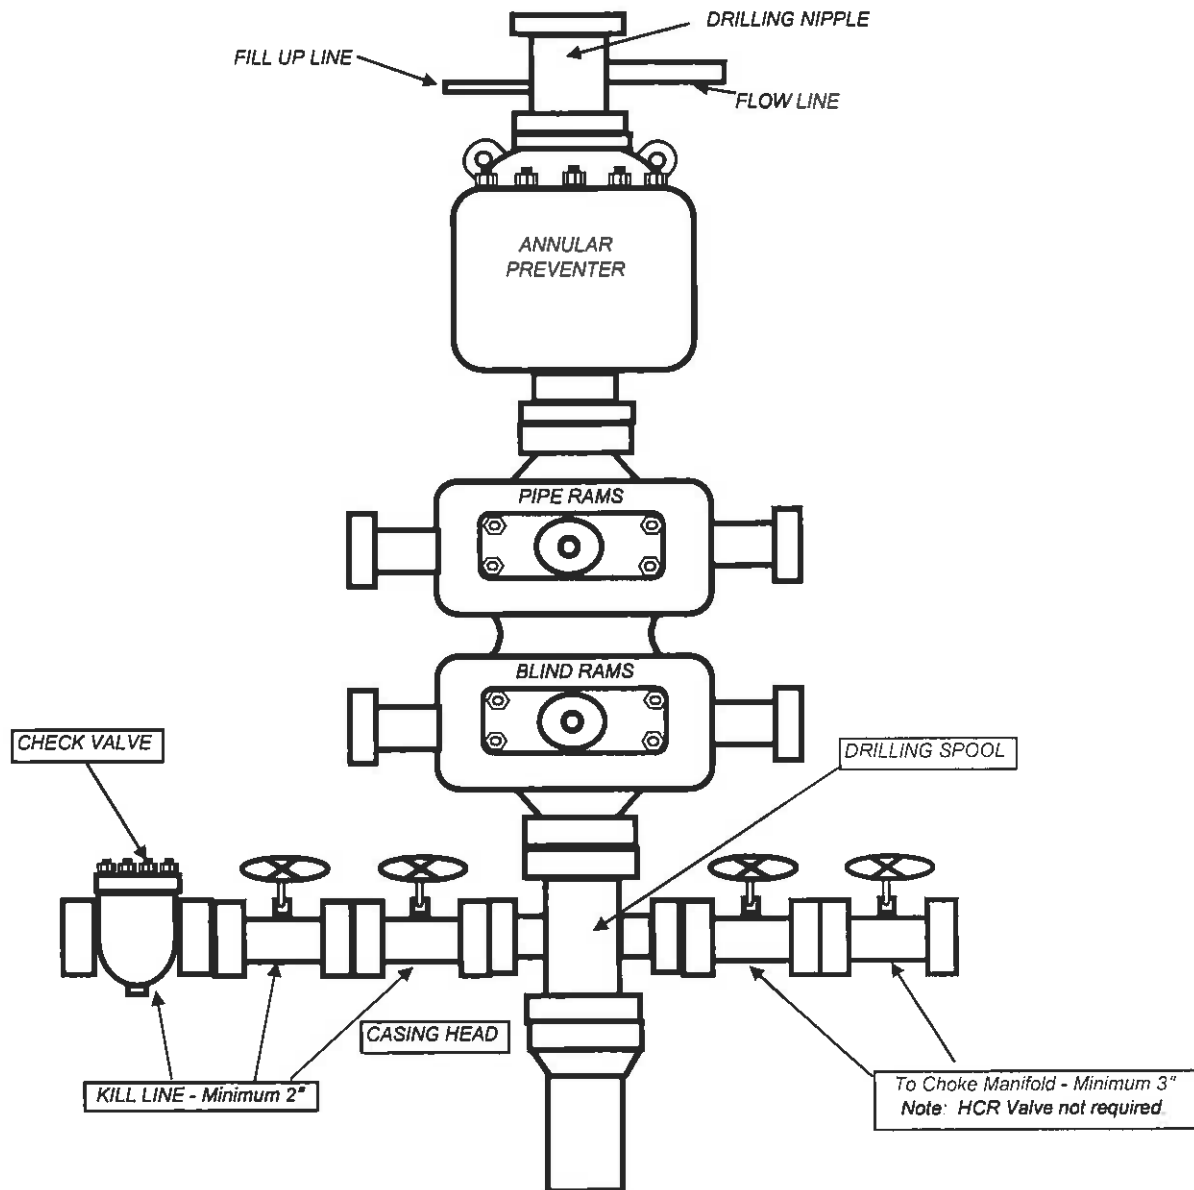 DRILLING NIPPLE
FILL UP LINE
FLOW LINE
ANNULAR
PREVENTER
PIPE RAMS
BLIND RAMS
CHECK VALVE
DRILLING SPOOL
CASING HEAD
KILL LINE - Minimum 2"
To Choke Manifold - Minimum 3"
Note: HCR Valve not required.